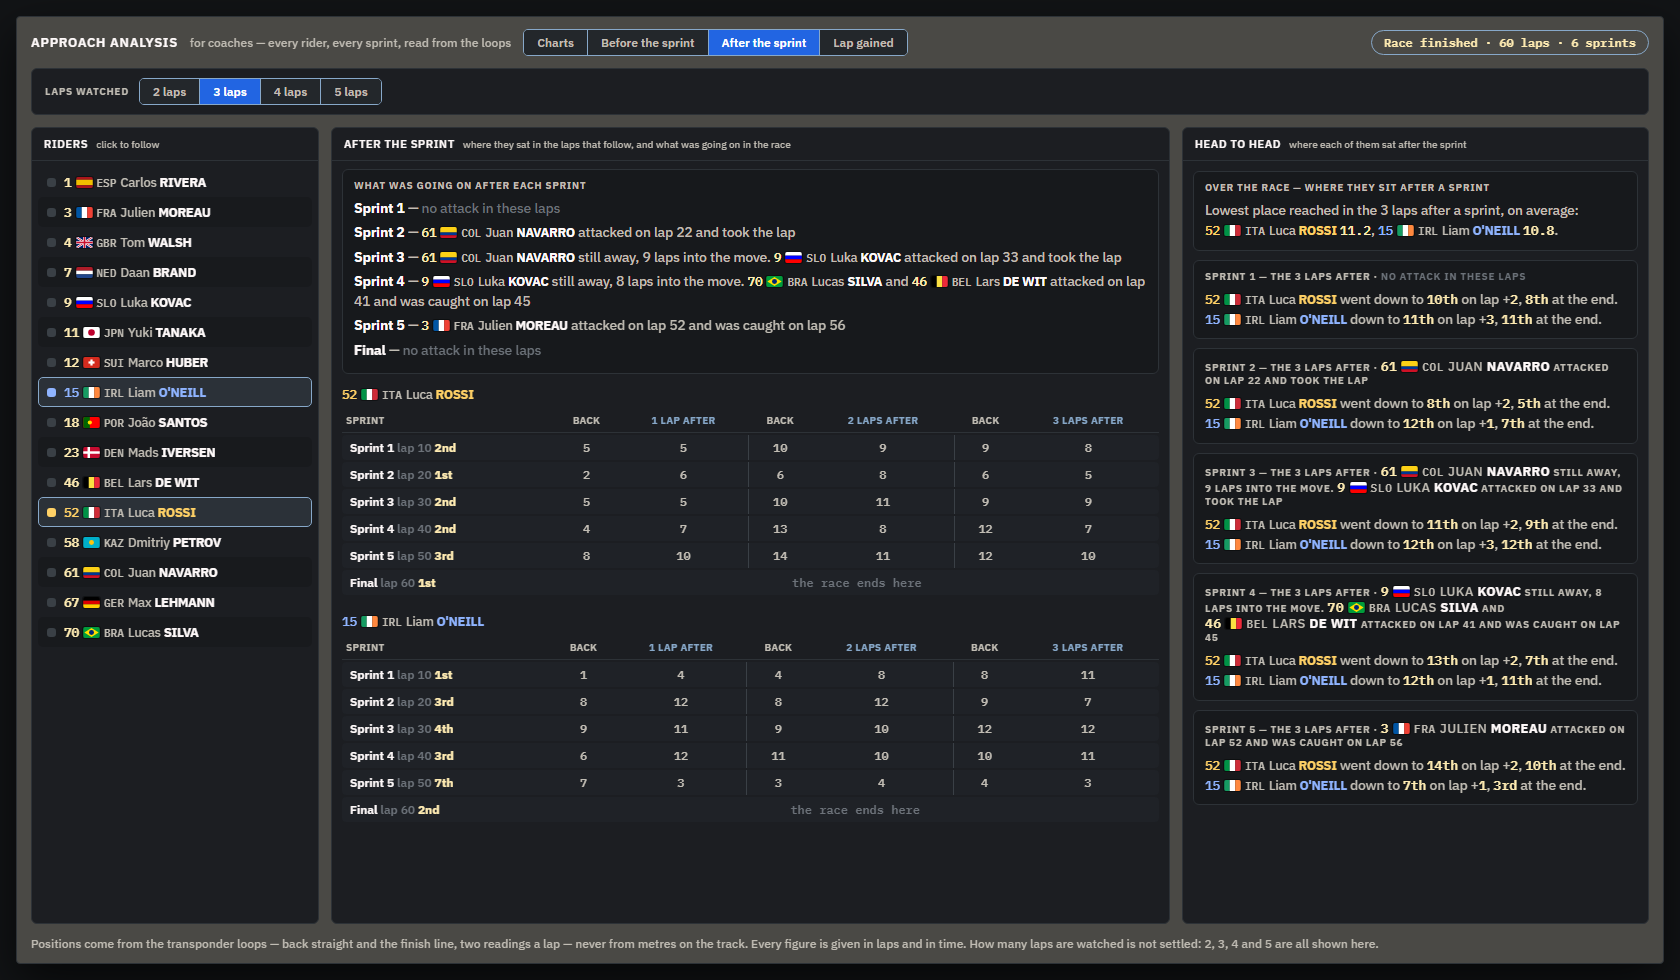 APPROACH ANALYSIS for coaches — every rider, every sprint, read from the loops Charts Before the sprint After the sprint Lap gained Race finished · 60 laps · 6 sprints
LAPS WATCHED 2 laps 3 laps 4 laps 5 laps
RIDERS click to follow
1 ESP Carlos RIVERA
3 FRA Julien MOREAU
4 GBR Tom WALSH
7 NED Daan BRAND
9 SLO Luka KOVAC
11 JPN Yuki TANAKA
12 SUI Marco HUBER
15 IRL Liam O'NEILL
18 POR João SANTOS
23 DEN Mads IVERSEN
46 BEL Lars DE WIT
52 ITA Luca ROSSI
58 KAZ Dmitriy PETROV
61 COL Juan NAVARRO
67 GER Max LEHMANN
70 BRA Lucas SILVA
AFTER THE SPRINT where they sat in the laps that follow, and what was going on in the race
WHAT WAS GOING ON AFTER EACH SPRINT
Sprint 1 — no attack in these laps
Sprint 2 — 61 COL Juan NAVARRO attacked on lap 22 and took the lap
Sprint 3 — 61 COL Juan NAVARRO still away, 9 laps into the move. 9 SLO Luka KOVAC attacked on lap 33 and took the lap
Sprint 4 — 9 SLO Luka KOVAC still away, 8 laps into the move. 70 BRA Lucas SILVA and 46 BEL Lars DE WIT attacked on lap
41 and was caught on lap 45
Sprint 5 — 3 FRA Julien MOREAU attacked on lap 52 and was caught on lap 56
Final — no attack in these laps
52 ITA Luca ROSSI
SPRINT BACK 1 LAP AFTER BACK 2 LAPS AFTER BACK 3 LAPS AFTER
Sprint 1 lap 10 2nd 5 5 10 9 9 8
Sprint 2 lap 20 1st 2 6 6 8 6 5
Sprint 3 lap 30 2nd 5 5 10 11 9 9
Sprint 4 lap 40 2nd 4 7 13 8 12 7
Sprint 5 lap 50 3rd 8 10 14 11 12 10
Final lap 60 1st the race ends here
15 IRL Liam O'NEILL
SPRINT BACK 1 LAP AFTER BACK 2 LAPS AFTER BACK 3 LAPS AFTER
Sprint 1 lap 10 1st 1 4 4 8 8 11
Sprint 2 lap 20 3rd 8 12 8 12 9 7
Sprint 3 lap 30 4th 9 11 9 10 12 12
Sprint 4 lap 40 3rd 6 12 11 10 10 11
Sprint 5 lap 50 7th 7 3 3 4 4 3
Final lap 60 2nd the race ends here
HEAD TO HEAD where each of them sat after the sprint
OVER THE RACE — WHERE THEY SIT AFTER A SPRINT
Lowest place reached in the 3 laps after a sprint, on average:
52 ITA Luca ROSSI 11.2, 15 IRL Liam O'NEILL 10.8.
SPRINT 1 — THE 3 LAPS AFTER · NO ATTACK IN THESE LAPS
52 ITA Luca ROSSI went down to 10th on lap +2, 8th at the end.
15 IRL Liam O'NEILL down to 11th on lap +3, 11th at the end.
SPRINT 2 — THE 3 LAPS AFTER · 61 COL JUAN NAVARRO ATTACKED
ON LAP 22 AND TOOK THE LAP
52 ITA Luca ROSSI went down to 8th on lap +2, 5th at the end.
15 IRL Liam O'NEILL down to 12th on lap +1, 7th at the end.
SPRINT 3 — THE 3 LAPS AFTER · 61 COL JUAN NAVARRO STILL AWAY,
9 LAPS INTO THE MOVE. 9 SLO LUKA KOVAC ATTACKED ON LAP 33 AND
TOOK THE LAP
52 ITA Luca ROSSI went down to 11th on lap +2, 9th at the end.
15 IRL Liam O'NEILL down to 12th on lap +3, 12th at the end.
SPRINT 4 — THE 3 LAPS AFTER · 9 SLO LUKA KOVAC STILL AWAY, 8
LAPS INTO THE MOVE. 70 BRA LUCAS SILVA AND
46 BEL LARS DE WIT ATTACKED ON LAP 41 AND WAS CAUGHT ON LAP
45
52 ITA Luca ROSSI went down to 13th on lap +2, 7th at the end.
15 IRL Liam O'NEILL down to 12th on lap +1, 11th at the end.
SPRINT 5 — THE 3 LAPS AFTER · 3 FRA JULIEN MOREAU ATTACKED ON
LAP 52 AND WAS CAUGHT ON LAP 56
52 ITA Luca ROSSI went down to 14th on lap +2, 10th at the end.
15 IRL Liam O'NEILL down to 7th on lap +1, 3rd at the end.
Positions come from the transponder loops — back straight and the finish line, two readings a lap — never from metres on the track. Every figure is given in laps and in time. How many laps are watched is not settled: 2, 3, 4 and 5 are all shown here.